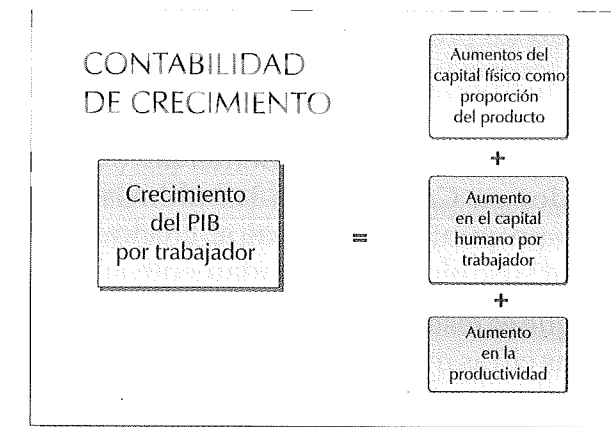 CONTABILIDAD
DE CRECIMIENTO
Crecimiento
del PIB
por trabajador
=
Aumentos del
capital físico como
proporción
del producto
+
Aumento
en el capital
humano por
trabajador
+
Aumento
en la
productividad